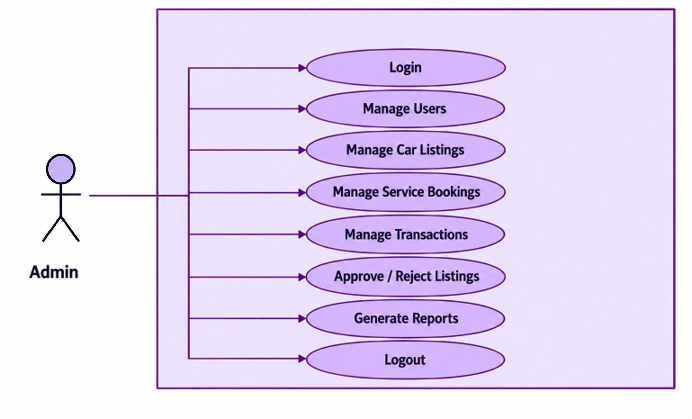 Login
Manage Users
Manage Car Listings
Manage Service Bookings
Manage Transactions
Approve / Reject Listings
Generate Reports
Logout
Admin